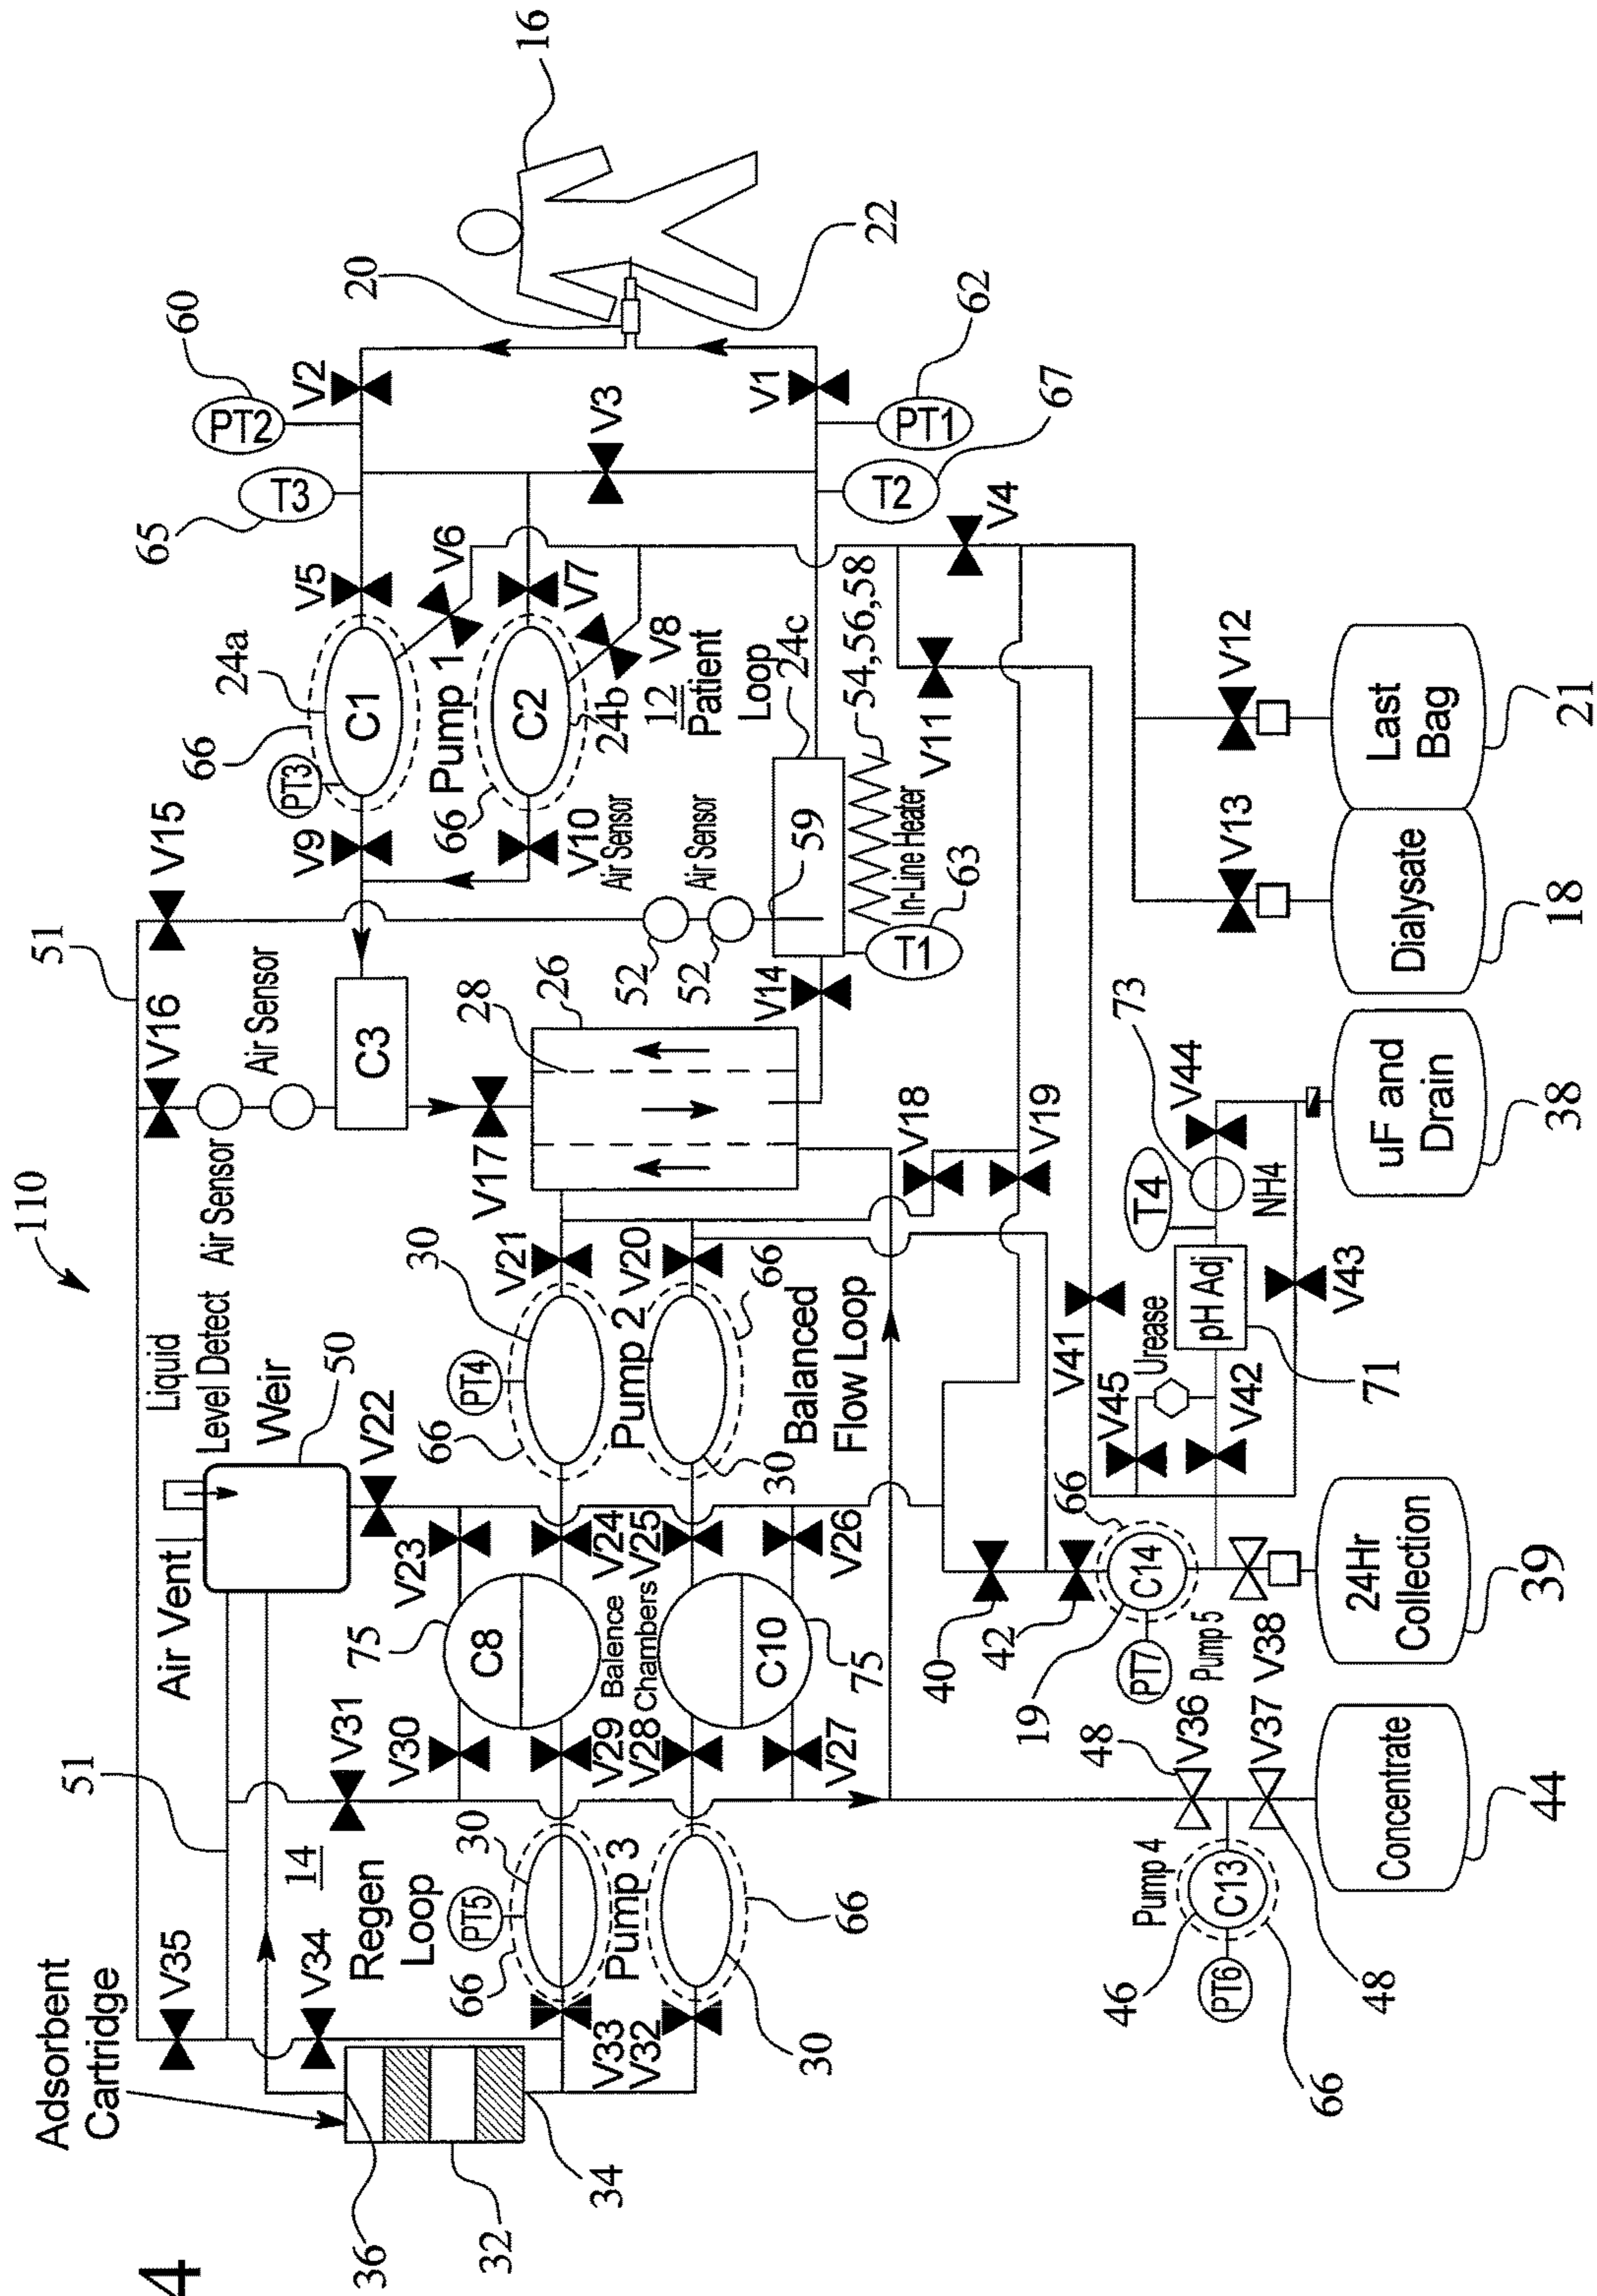 110
16
20
22
60
PT2
V2
V3
V1
PT1
62
67
T3
65
T2
V4
V5
V6
V7
V8
24a
66
C1
PT3
Pump 1
C2
66
24b
12
Patient
Loop
24c
54,56,58
V11
V9
V10
Air Sensor
Air Sensor
52
52
59
In-Line Heater
T1
63
V14
V15
51
V16
Air Sensor
Air Sensor
C3
V17
28
26
V18
V19
V12
V13
Last
Bag
21
Dialysate
18
uF and
Drain
38
73
V44
T4
NH4
pH Adj
71
V43
V41
Urease
V45
V42
Liquid
Level Detect
Weir
50
Air Vent
V22
30
V21
V20
66
PT4
66
Pump 2
30
Balanced
Flow Loop
V23
V24
V25
V26
75
C8
Balence
Chambers
C10
75
V31
V30
V29
V28
V27
51
14
Regen
Loop
PT5
30
66
Pump 3
66
30
V35
V34
V33
V32
Adsorbent
Cartridge
36
32
34
40
42
66
C14
19
PT7
Pump 5
V38
24Hr
Collection
39
48
V36
V37
48
Pump 4
C13
46
PT6
66
Concentrate
44
4